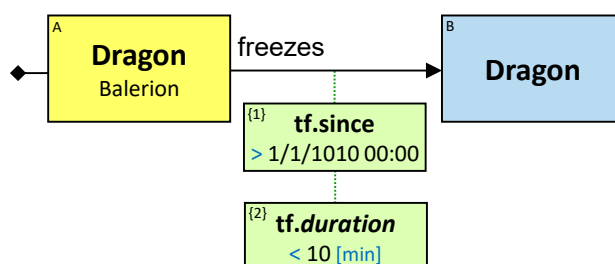 A
Dragon
Balerion
freezes
B
Dragon
{1}
tf.since
> 1/1/1010 00:00
{2}
tf.duration
< 10 [min]